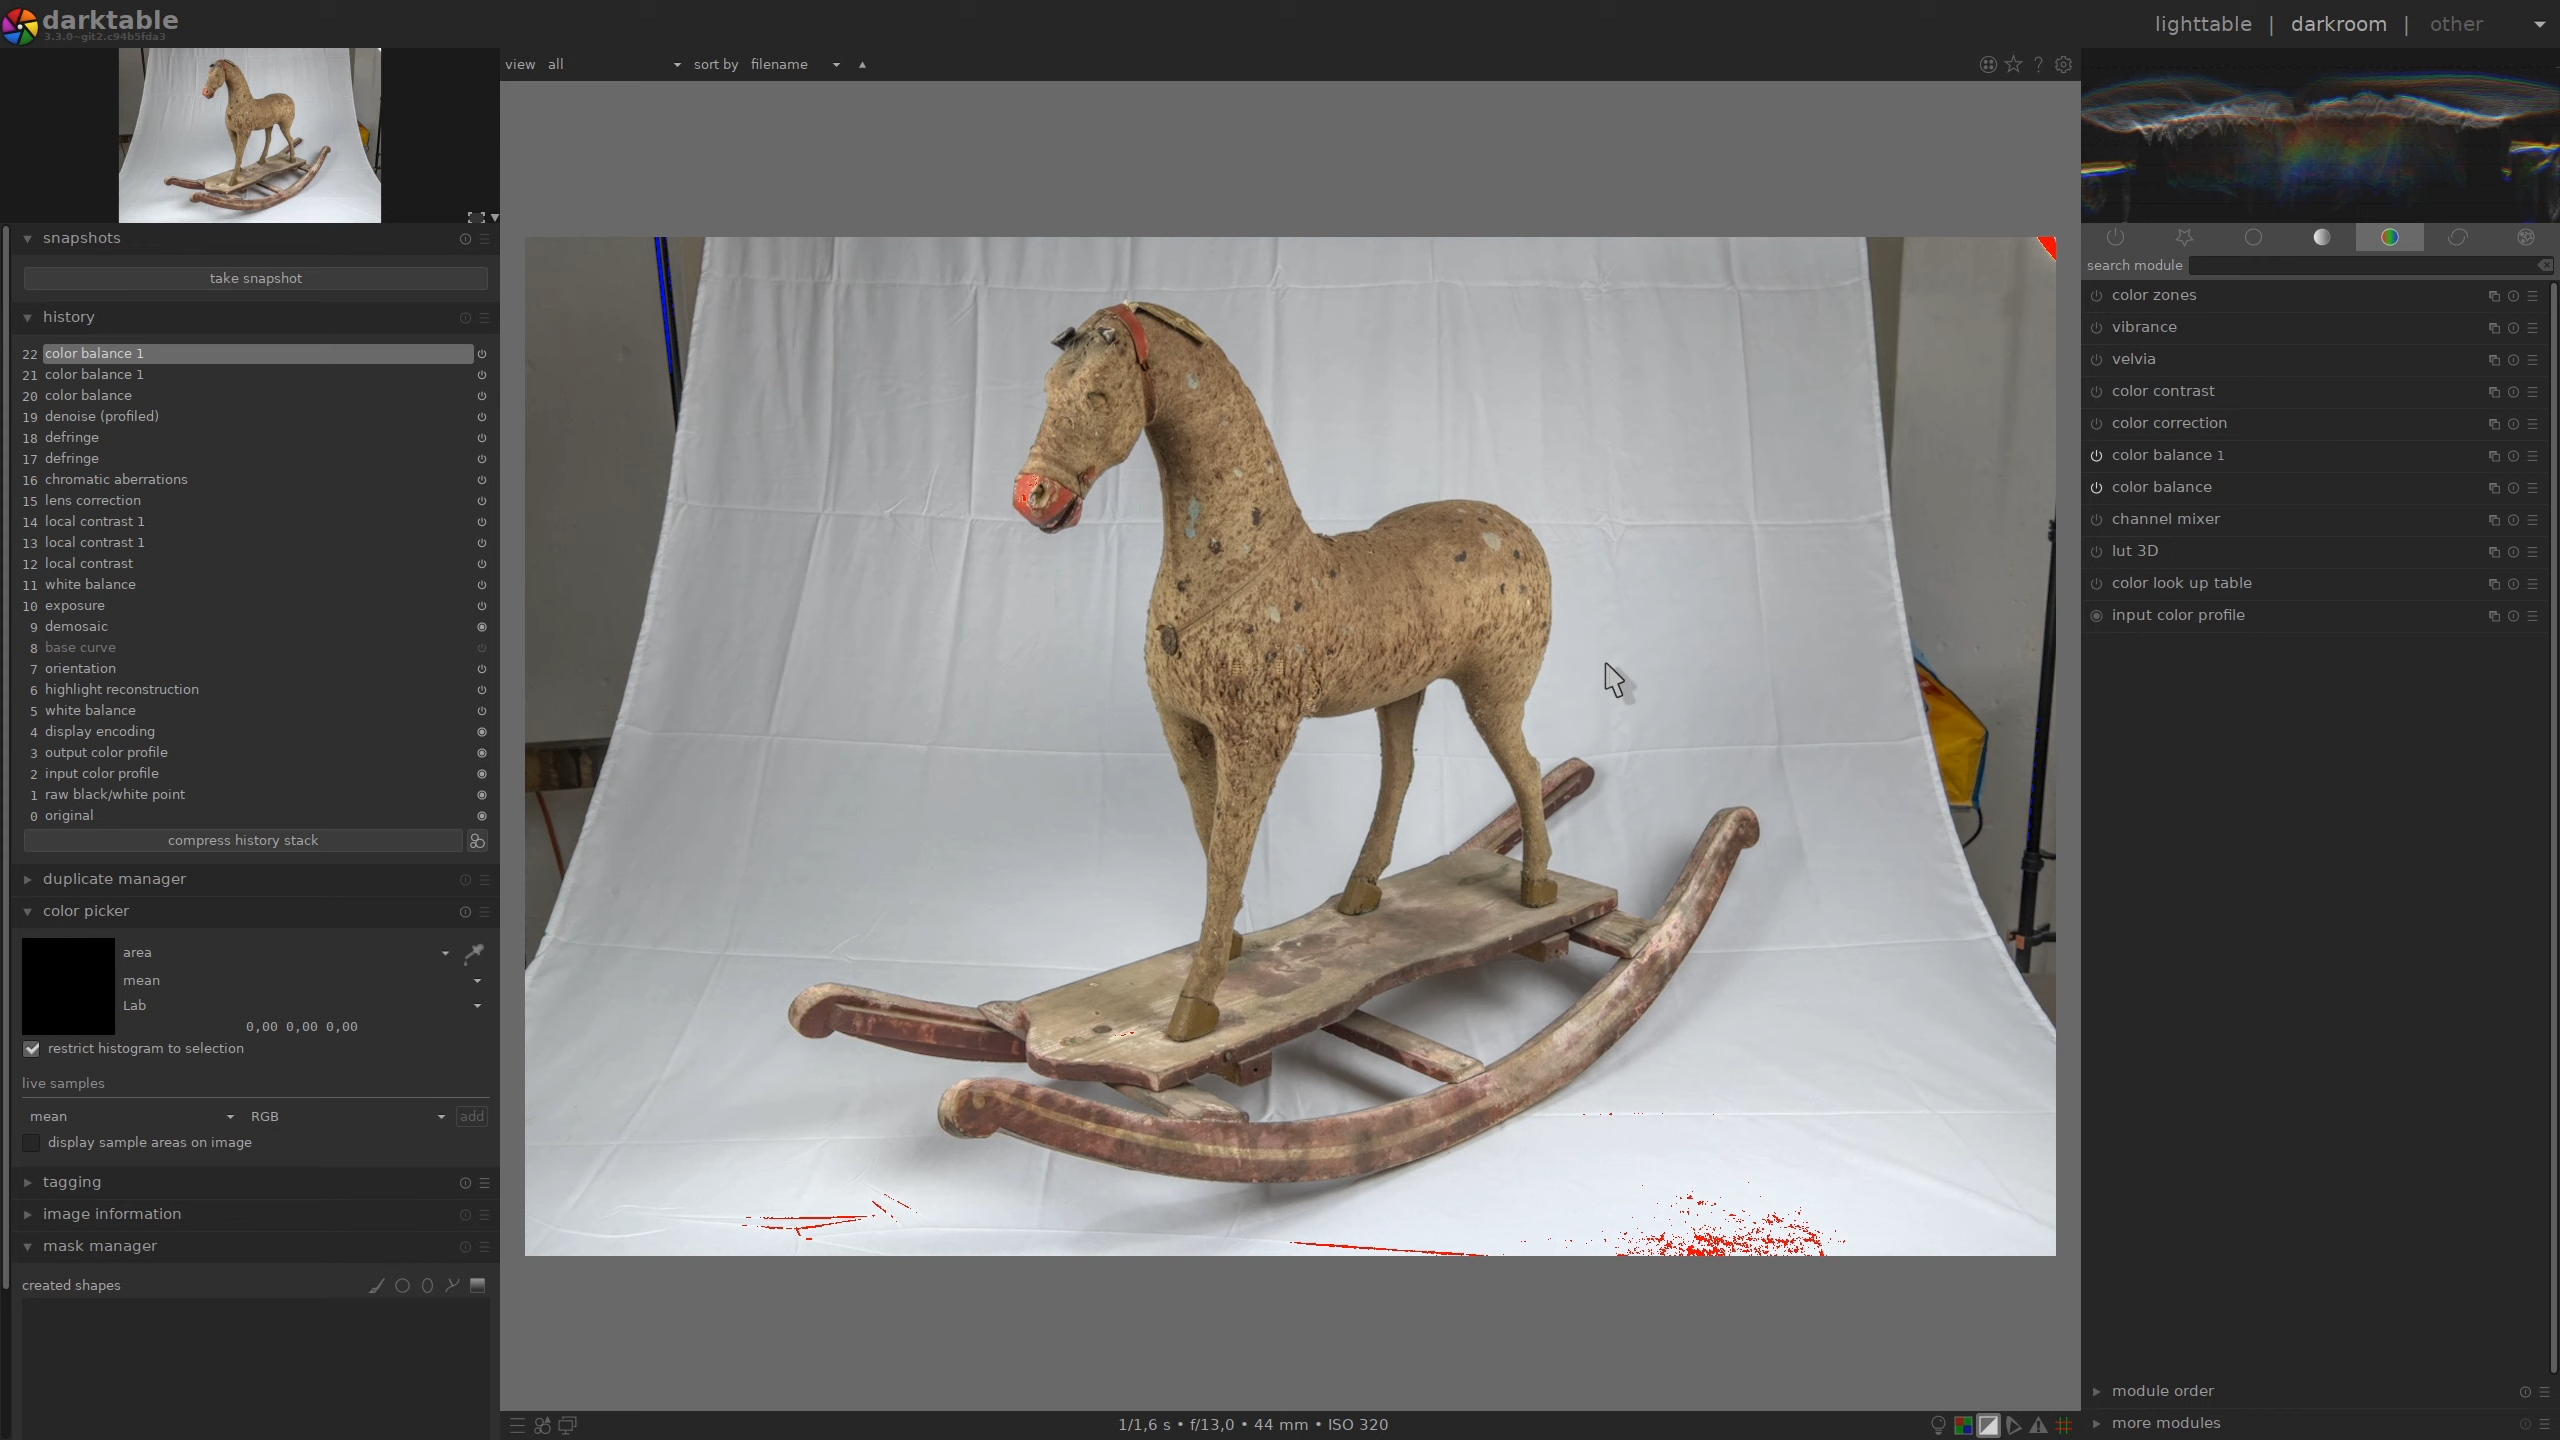 darktable
3.3.0~git2.c94b5fda3
lighttable | darkroom | other
view all sort by filename
snapshots
take snapshot
history
22 color balance 1
21 color balance 1
20 color balance
19 denoise (profiled)
18 defringe
17 defringe
16 chromatic aberrations
15 lens correction
14 local contrast 1
13 local contrast 1
12 local contrast
11 white balance
10 exposure
9 demosaic
8 base curve
7 orientation
6 highlight reconstruction
5 white balance
4 display encoding
3 output color profile
2 input color profile
1 raw black/white point
0 original
compress history stack
duplicate manager
color picker
area
mean
Lab
0,00 0,00 0,00
restrict histogram to selection
live samples
mean RGB add
display sample areas on image
tagging
image information
mask manager
created shapes
1/1,6 s • f/13,0 • 44 mm • ISO 320
search module
color zones
vibrance
velvia
color contrast
color correction
color balance 1
color balance
channel mixer
lut 3D
color look up table
input color profile
module order
more modules